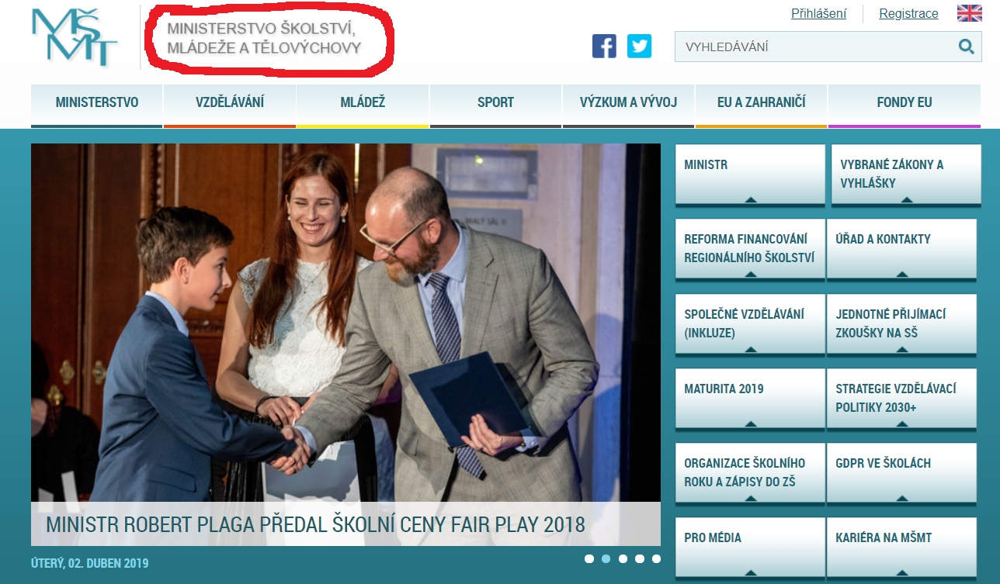 MŠMT
MINISTERSTVO ŠKOLSTVÍ,
MLÁDEŽE A TĚLOVÝCHOVY
Přihlášení
Registrace
VYHLEDÁVÁNÍ
MINISTERSTVO
VZDĚLÁVÁNÍ
MLÁDEŽ
SPORT
VÝZKUM A VÝVOJ
EU A ZAHRANIČÍ
FONDY EU
MALÝ SÁL
MINISTR ROBERT PLAGA PŘEDAL ŠKOLNÍ CENY FAIR PLAY 2018
ÚTERÝ, 02. DUBEN 2019
MINISTR
VYBRANÉ ZÁKONY A
VYHLÁŠKY
REFORMA FINANCOVÁNÍ
REGIONÁLNÍHO ŠKOLSTVÍ
ÚŘAD A KONTAKTY
SPOLEČNÉ VZDĚLÁVÁNÍ
(INKLUZE)
JEDNOTNÉ PŘIJÍMACÍ
ZKOUŠKY NA SŠ
MATURITA 2019
STRATEGIE VZDĚLÁVACÍ
POLITIKY 2030+
ORGANIZACE ŠKOLNÍHO
ROKU A ZÁPISY DO ZŠ
GDPR VE ŠKOLÁCH
PRO MÉDIA
KARIÉRA NA MŠMT